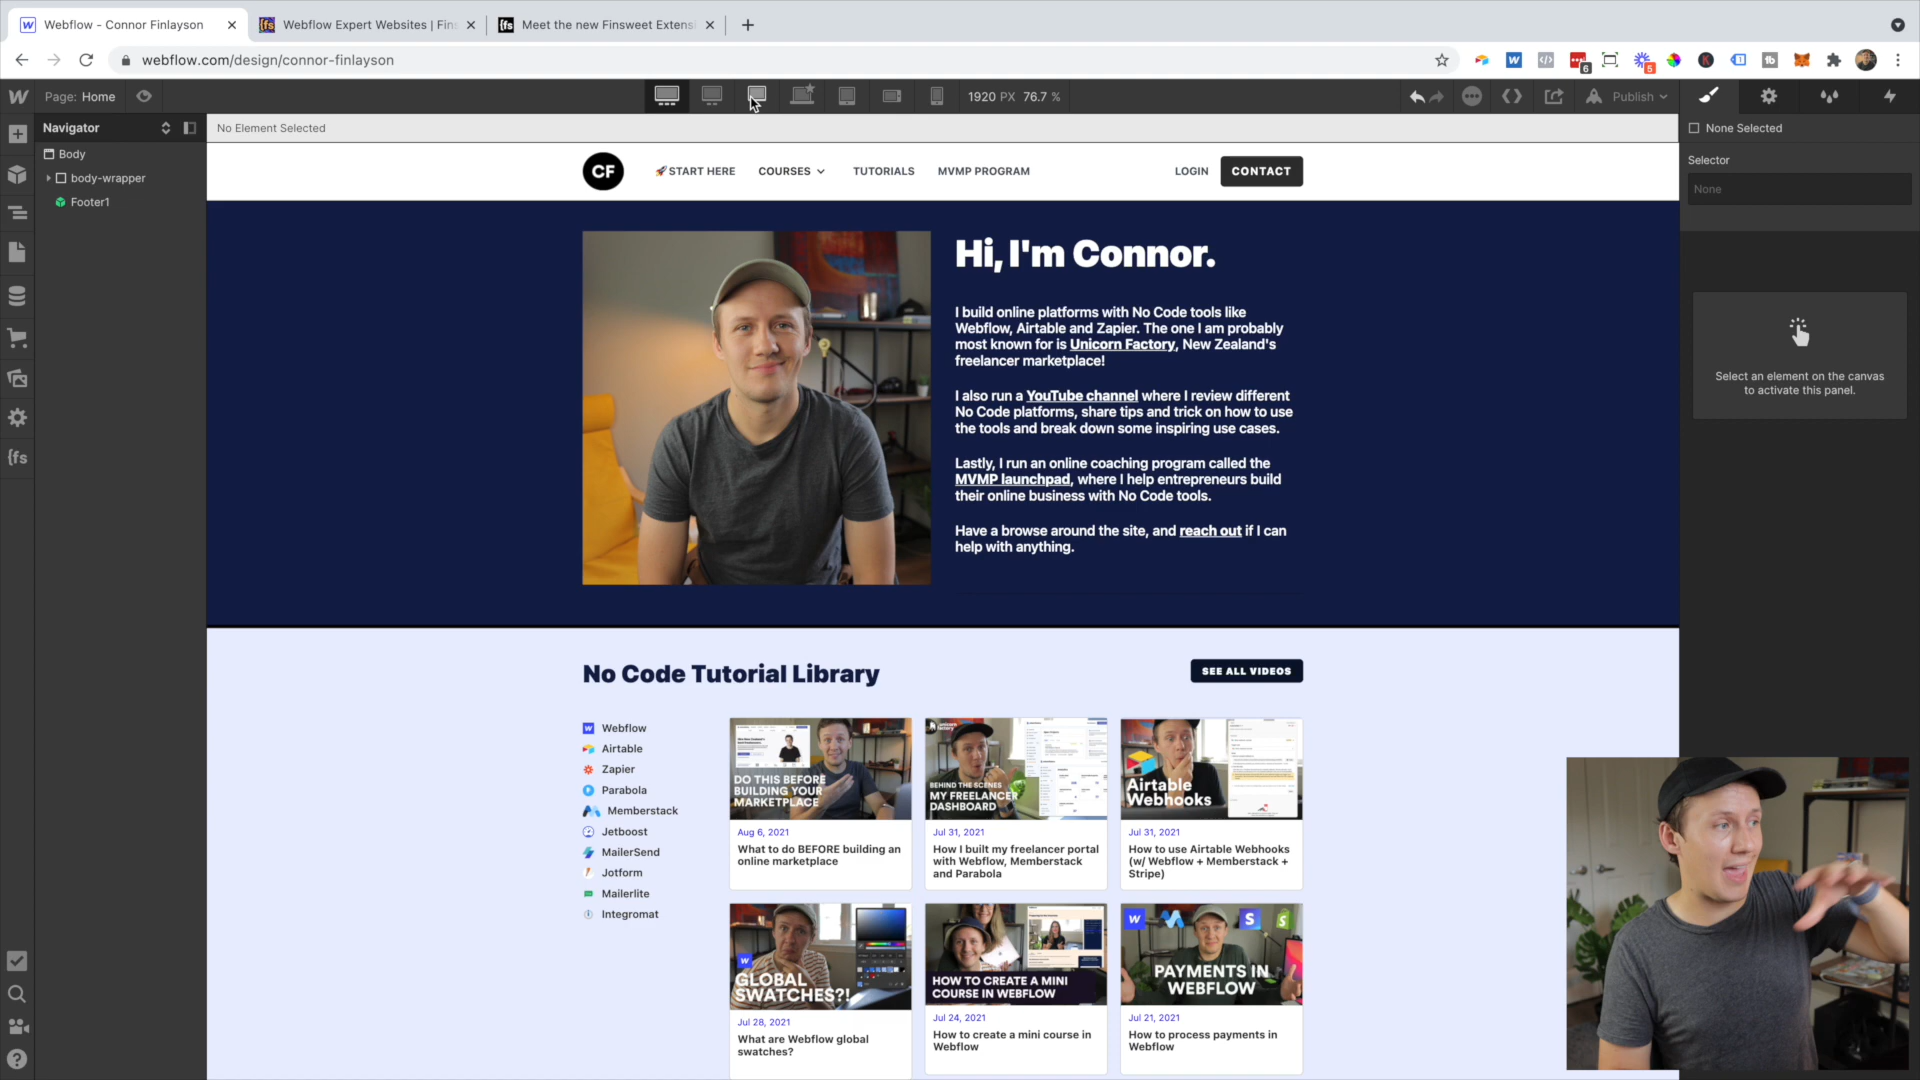 Webflow - Connor Finlayson
Webflow Expert Websites | Fins
Meet the new Finsweet Extensi
webflow.com/design/connor-finlayson
6
5
Page: Home
1920 PX 76.7 %
Publish
Navigator
No Element Selected
None Selected
Body
body-wrapper
Footer1
Selector
None
Select an element on the canvas
to activate this panel.
{fs
CF
🚀START HERE
COURSES
TUTORIALS
MVMP PROGRAM
LOGIN
CONTACT
Hi, I'm Connor.
I build online platforms with No Code tools like
Webflow, Airtable and Zapier. The one I am probably
most known for is Unicorn Factory, New Zealand's
freelancer marketplace!
I also run a YouTube channel where I review different
No Code platforms, share tips and trick on how to use
the tools and break down some inspiring use cases.
Lastly, I run an online coaching program called the
MVMP launchpad, where I help entrepreneurs build
their online business with No Code tools.
Have a browse around the site, and reach out if I can
help with anything.
No Code Tutorial Library
SEE ALL VIDEOS
Webflow
Airtable
Zapier
Parabola
Memberstack
Jetboost
MailerSend
Jotform
Mailerlite
Integromat
DO THIS BEFORE
BUILDING YOUR
MARKETPLACE
Aug 6, 2021
What to do BEFORE building an
online marketplace
BEHIND THE SCENES
MY FREELANCER
DASHBOARD
Jul 31, 2021
How I built my freelancer portal
with Webflow, Memberstack
and Parabola
Airtable
Webhooks
Jul 31, 2021
How to use Airtable Webhooks
(w/ Webflow + Memberstack +
Stripe)
GLOBAL
SWATCHES?!
Jul 28, 2021
What are Webflow global
swatches?
HOW TO CREATE A MINI
COURSE IN WEBFLOW
Jul 24, 2021
How to create a mini course in
Webflow
PAYMENTS IN
WEBFLOW
Jul 21, 2021
How to process payments in
Webflow